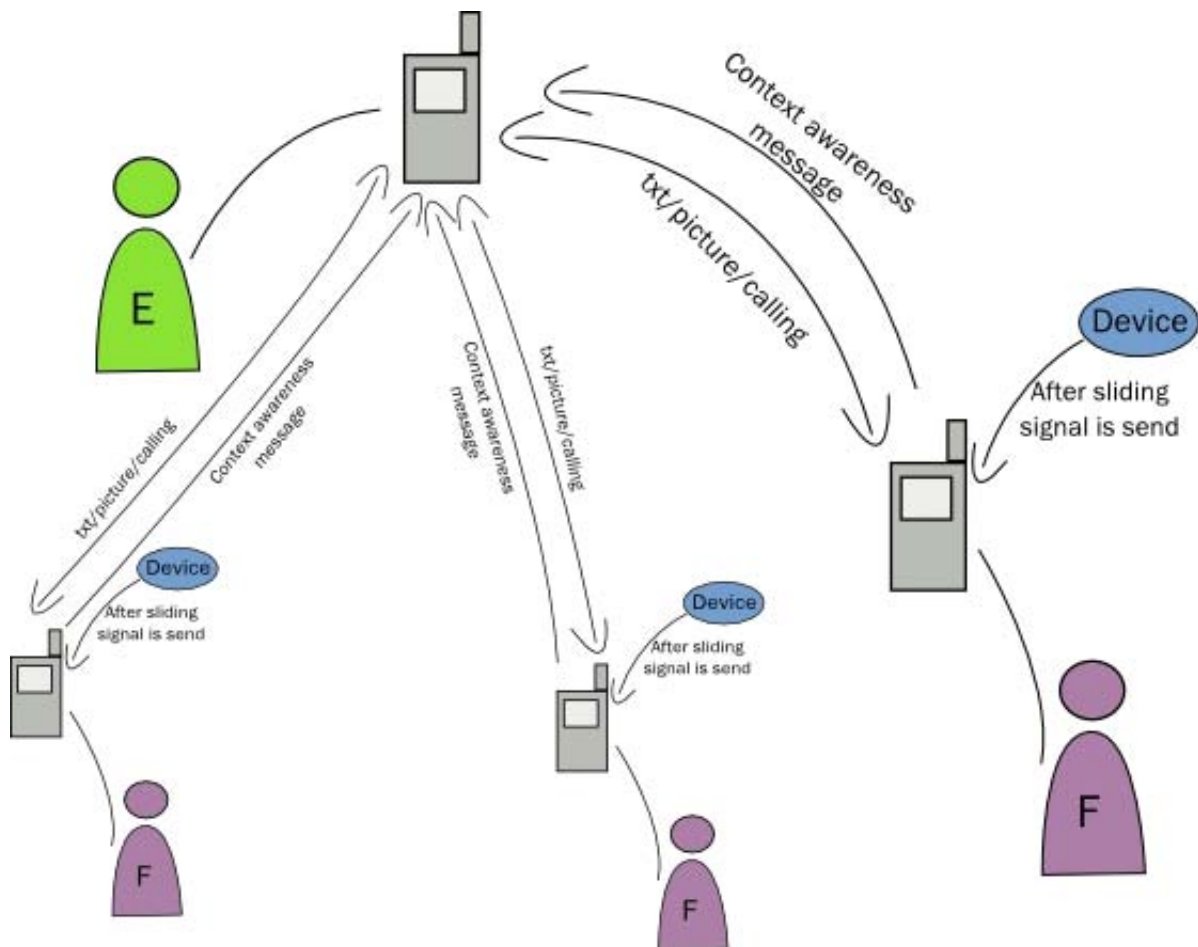 Context awareness
message
txt/picture/calling
E
Device
After sliding
signal is send
txt/picture/calling
Context awareness
message
Context awareness
message
txt/picture/calling
Device
After sliding
signal is send
Device
After sliding
signal is send
F
F
F